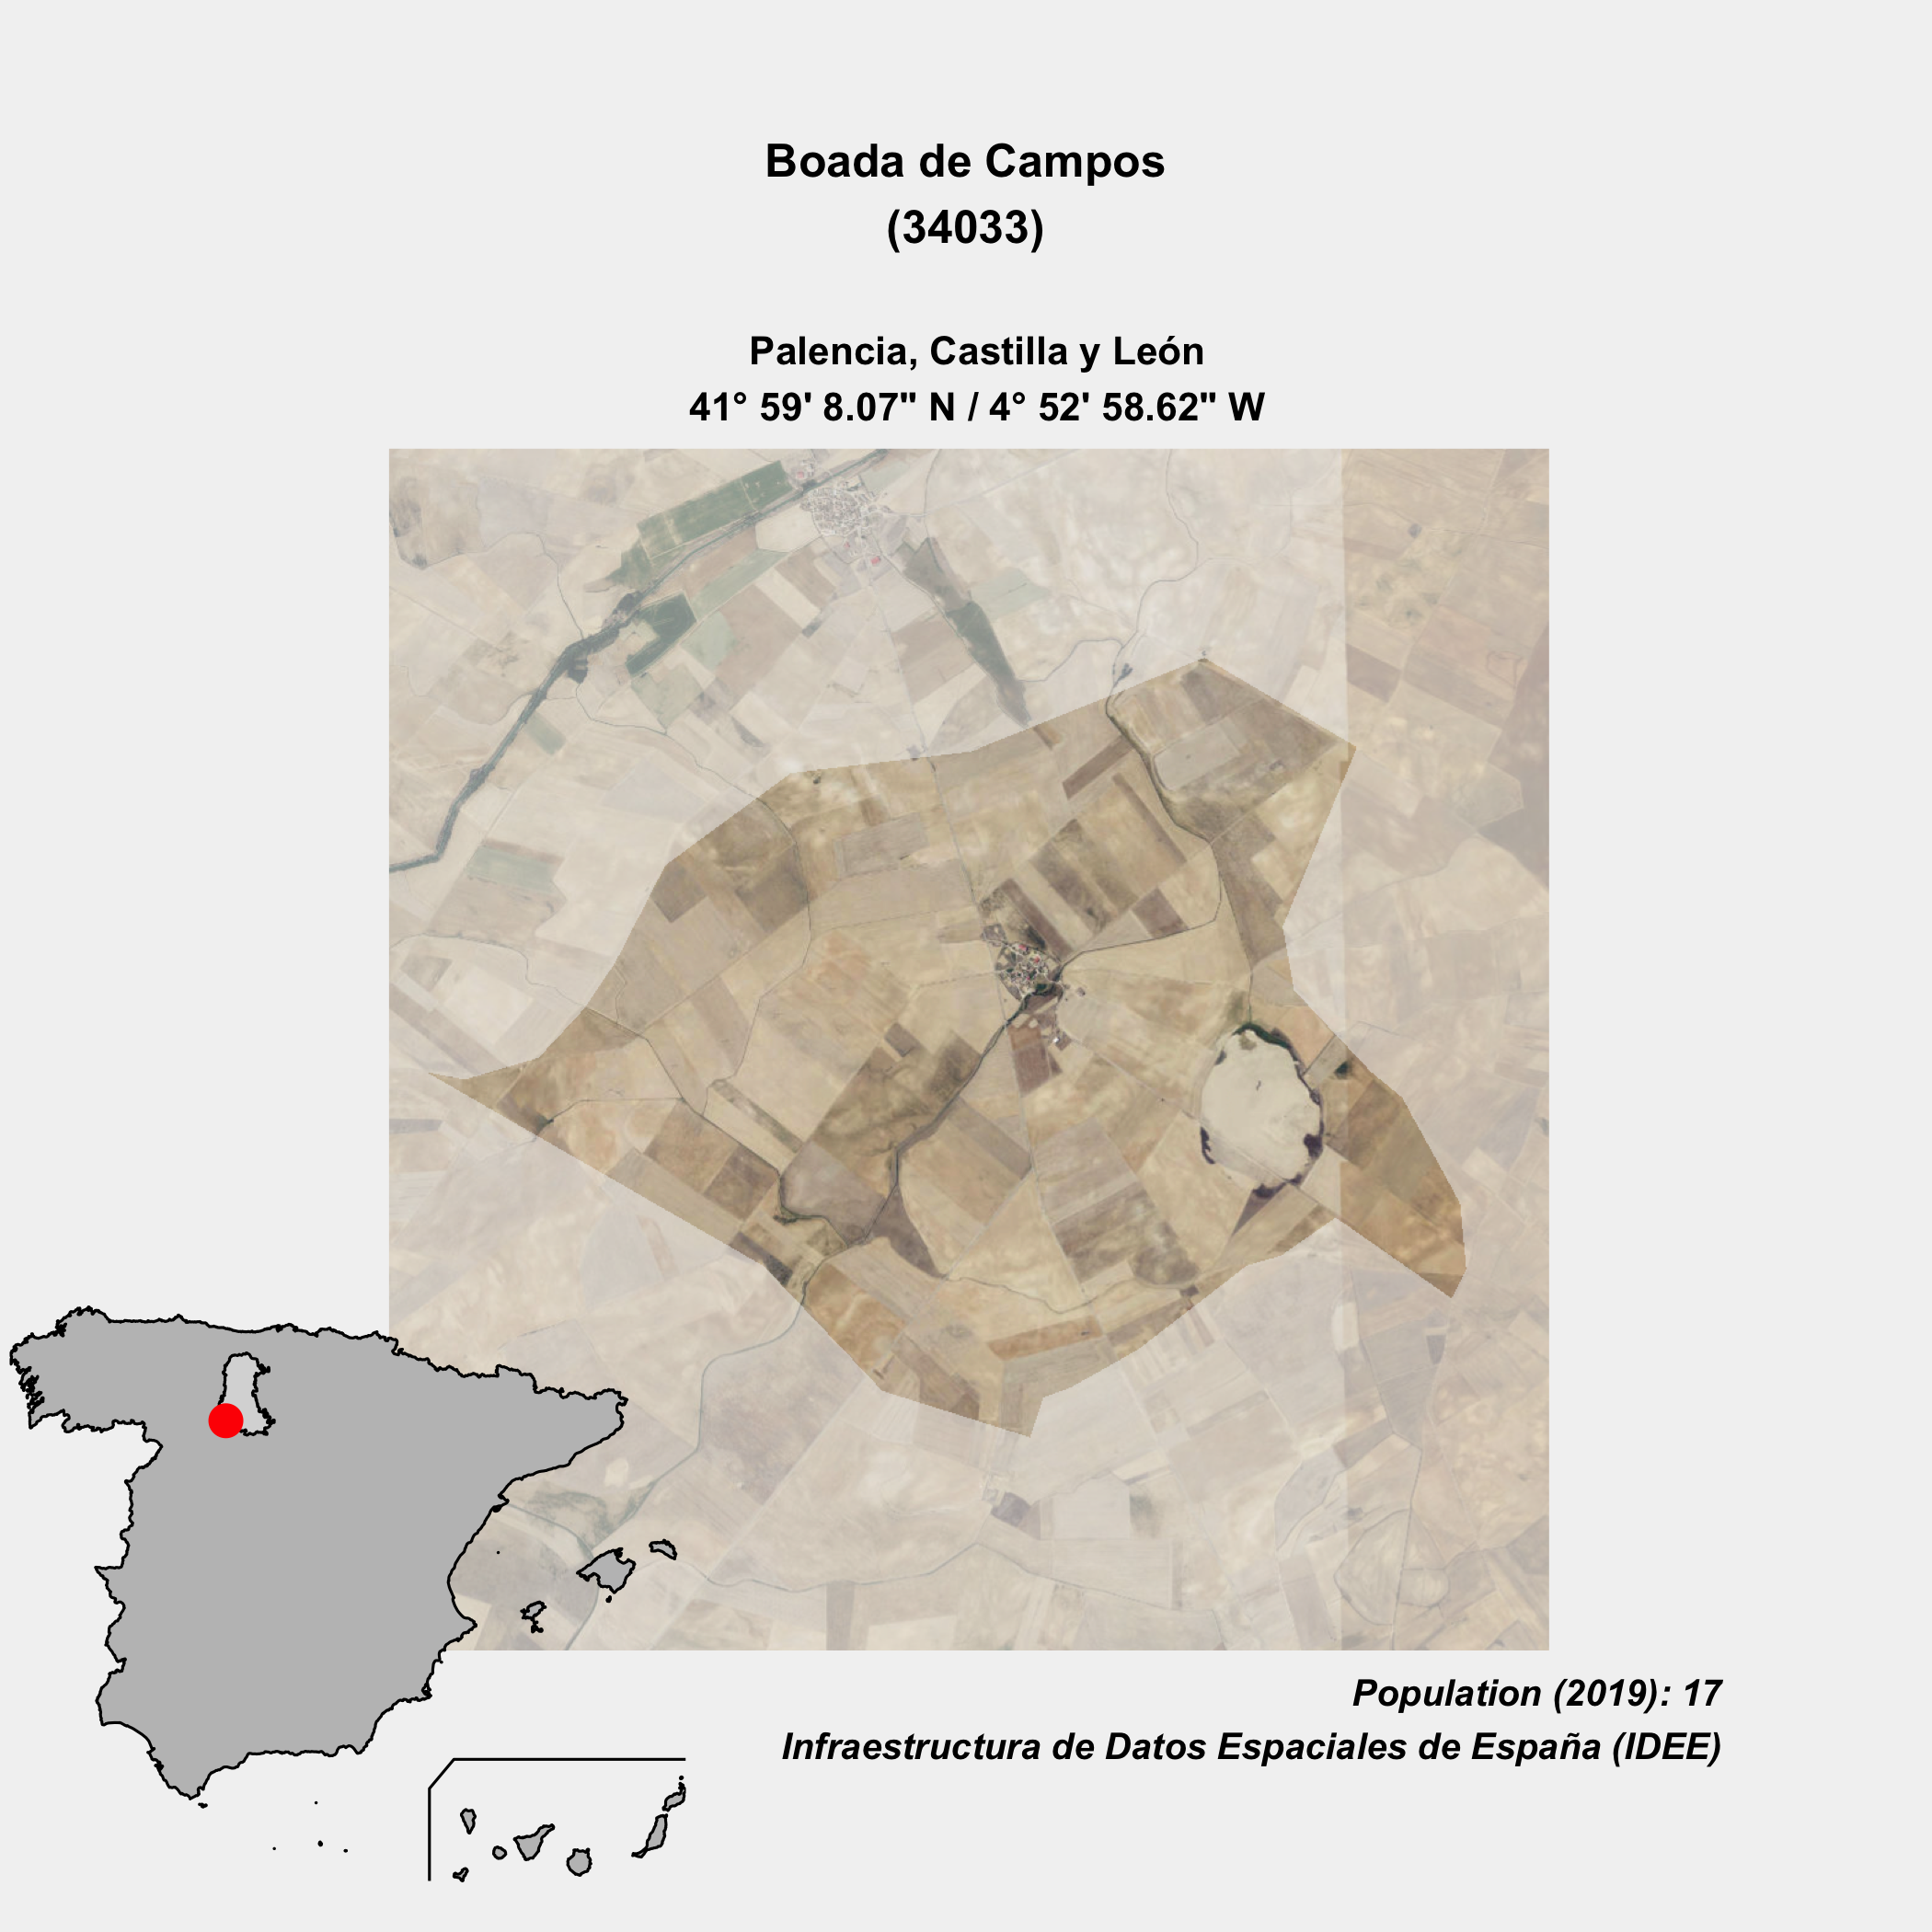 Boada de Campos
(34033)
Palencia, Castilla y León
41° 59' 8.07" N / 4° 52' 58.62" W
Population (2019): 17
Infraestructura de Datos Espaciales de España (IDEE)